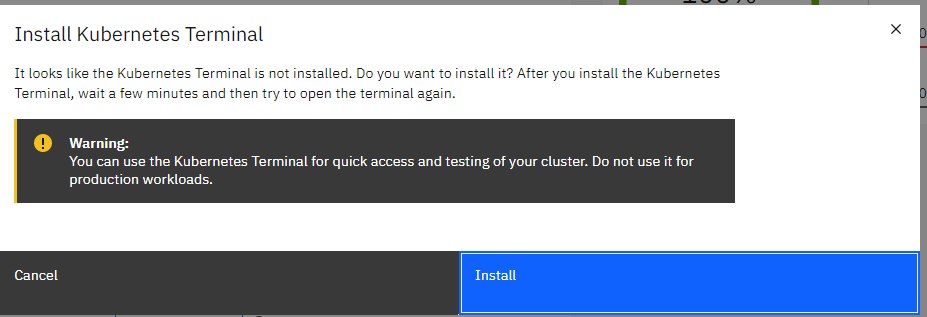 Install Kubernetes Terminal
It looks like the Kubernetes Terminal is not installed. Do you want to install it? After you install the Kubernetes
Terminal, wait a few minutes and then try to open the terminal again.
Warning:
You can use the Kubernetes Terminal for quick access and testing of your cluster. Do not use it for
production workloads.
Cancel
Install